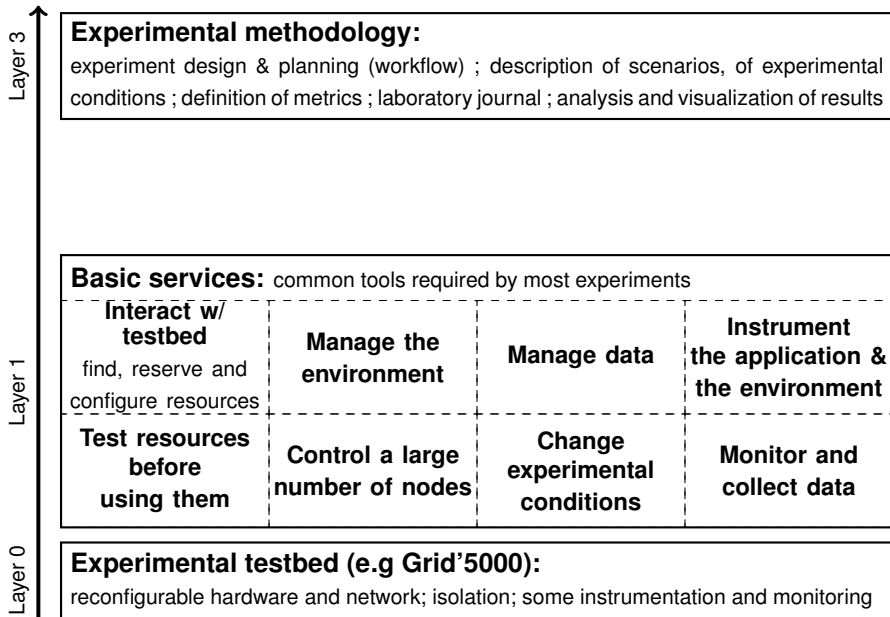 Layer 3
Experimental methodology:
experiment design & planning (workflow) ; description of scenarios, of experimental
conditions ; definition of metrics ; laboratory journal ; analysis and visualization of results
Layer 1
Basic services: common tools required by most experiments
Interact w/
testbed
find, reserve and
configure resources
Manage the
environment
Manage data
Instrument
the application &
the environment
Test resources
before
using them
Control a large
number of nodes
Change
experimental
conditions
Monitor and
collect data
Layer 0
Experimental testbed (e.g Grid'5000):
reconfigurable hardware and network; isolation; some instrumentation and monitoring